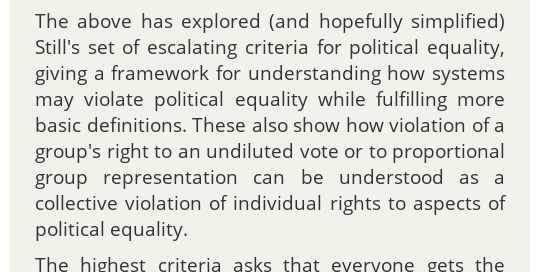 The above has explored (and hopefully simplified)
Still's set of escalating criteria for political equality,
giving a framework for understanding how systems
may violate political equality while fulfilling more
basic definitions. These also show how violation of a
group's right to an undiluted vote or to proportional
group representation can be understood as a
collective violation of individual rights to aspects of
political equality.
The highest criteria asks that everyone gets the